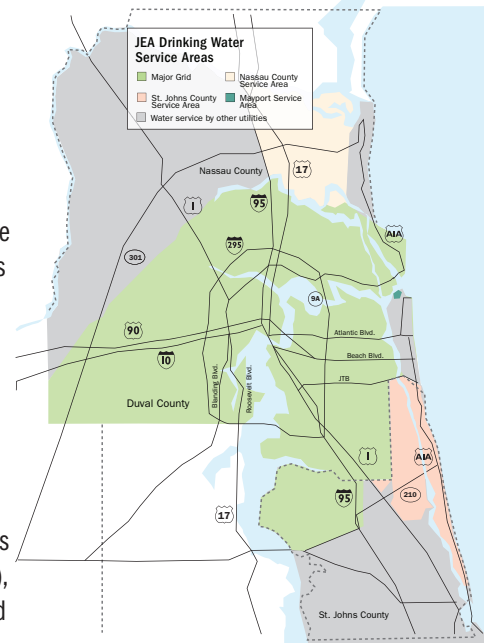 JEA Drinking Water
Service Areas
Major Grid
Nassau County
Service Area
St. Johns County
Service Area
Mayport Service
Area
Water service by other utilities
Nassau County
17
1
95
A1A
301
295
9A
90
10
Atlantic Blvd.
Beach Blvd.
JTB
Blanding Blvd.
Roosevelt Blvd.
Duval County
1
A1A
95
210
17
St. Johns County